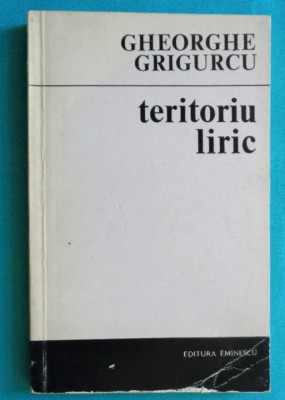 GHEORGHE
GRIGURCU
teritoriu
liric
EDITURA EMINESCU